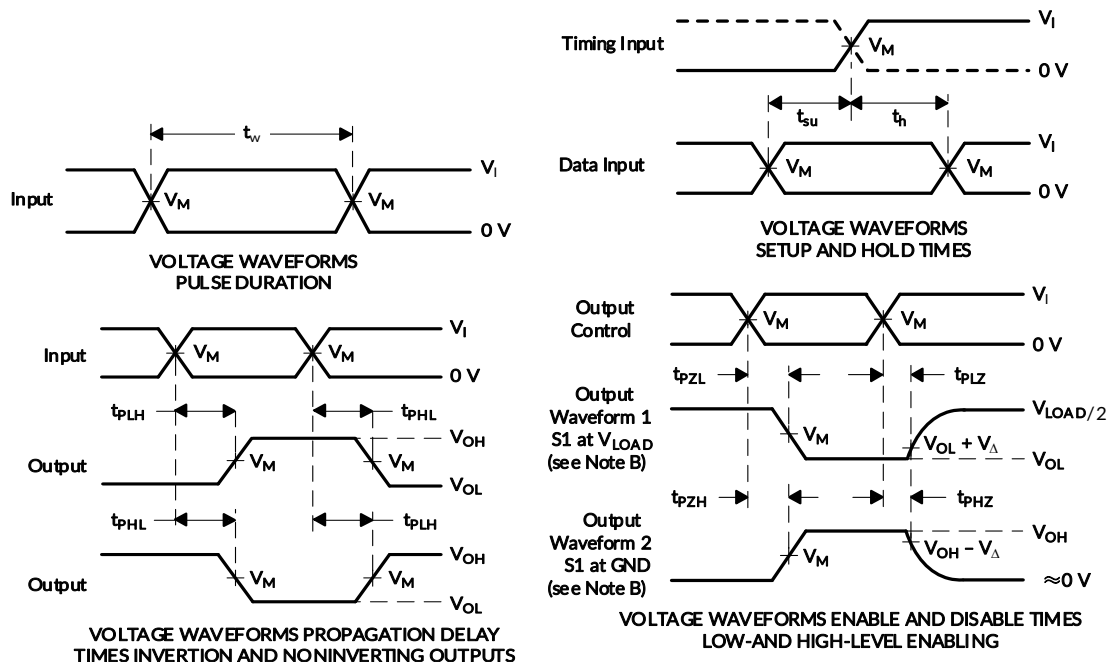 t_w
Input
V_I
V_M
V_M
0 V
VOLTAGE WAVEFORMS
PULSE DURATION
Timing Input
V_I
V_M
0 V
t_su
t_h
Data Input
V_I
V_M
V_M
0 V
VOLTAGE WAVEFORMS
SETUP AND HOLD TIMES
Input
V_I
V_M
V_M
0 V
t_PLH
t_PHL
Output
V_OH
V_M
V_M
V_OL
t_PHL
t_PLH
Output
V_OH
V_M
V_M
V_OL
VOLTAGE WAVEFORMS PROPAGATION DELAY
TIMES INVERTION AND NONINVERTING OUTPUTS
Output
Control
V_I
V_M
V_M
0 V
t_PZL
t_PLZ
Output
Waveform 1
S1 at V_LOAD
(see Note B)
V_LOAD/2
V_M
V_OL + V_Δ
V_OL
t_PZH
t_PHZ
Output
Waveform 2
S1 at GND
(see Note B)
V_OH
V_M
V_OH − V_Δ
≈0 V
VOLTAGE WAVEFORMS ENABLE AND DISABLE TIMES
LOW-AND HIGH-LEVEL ENABLING